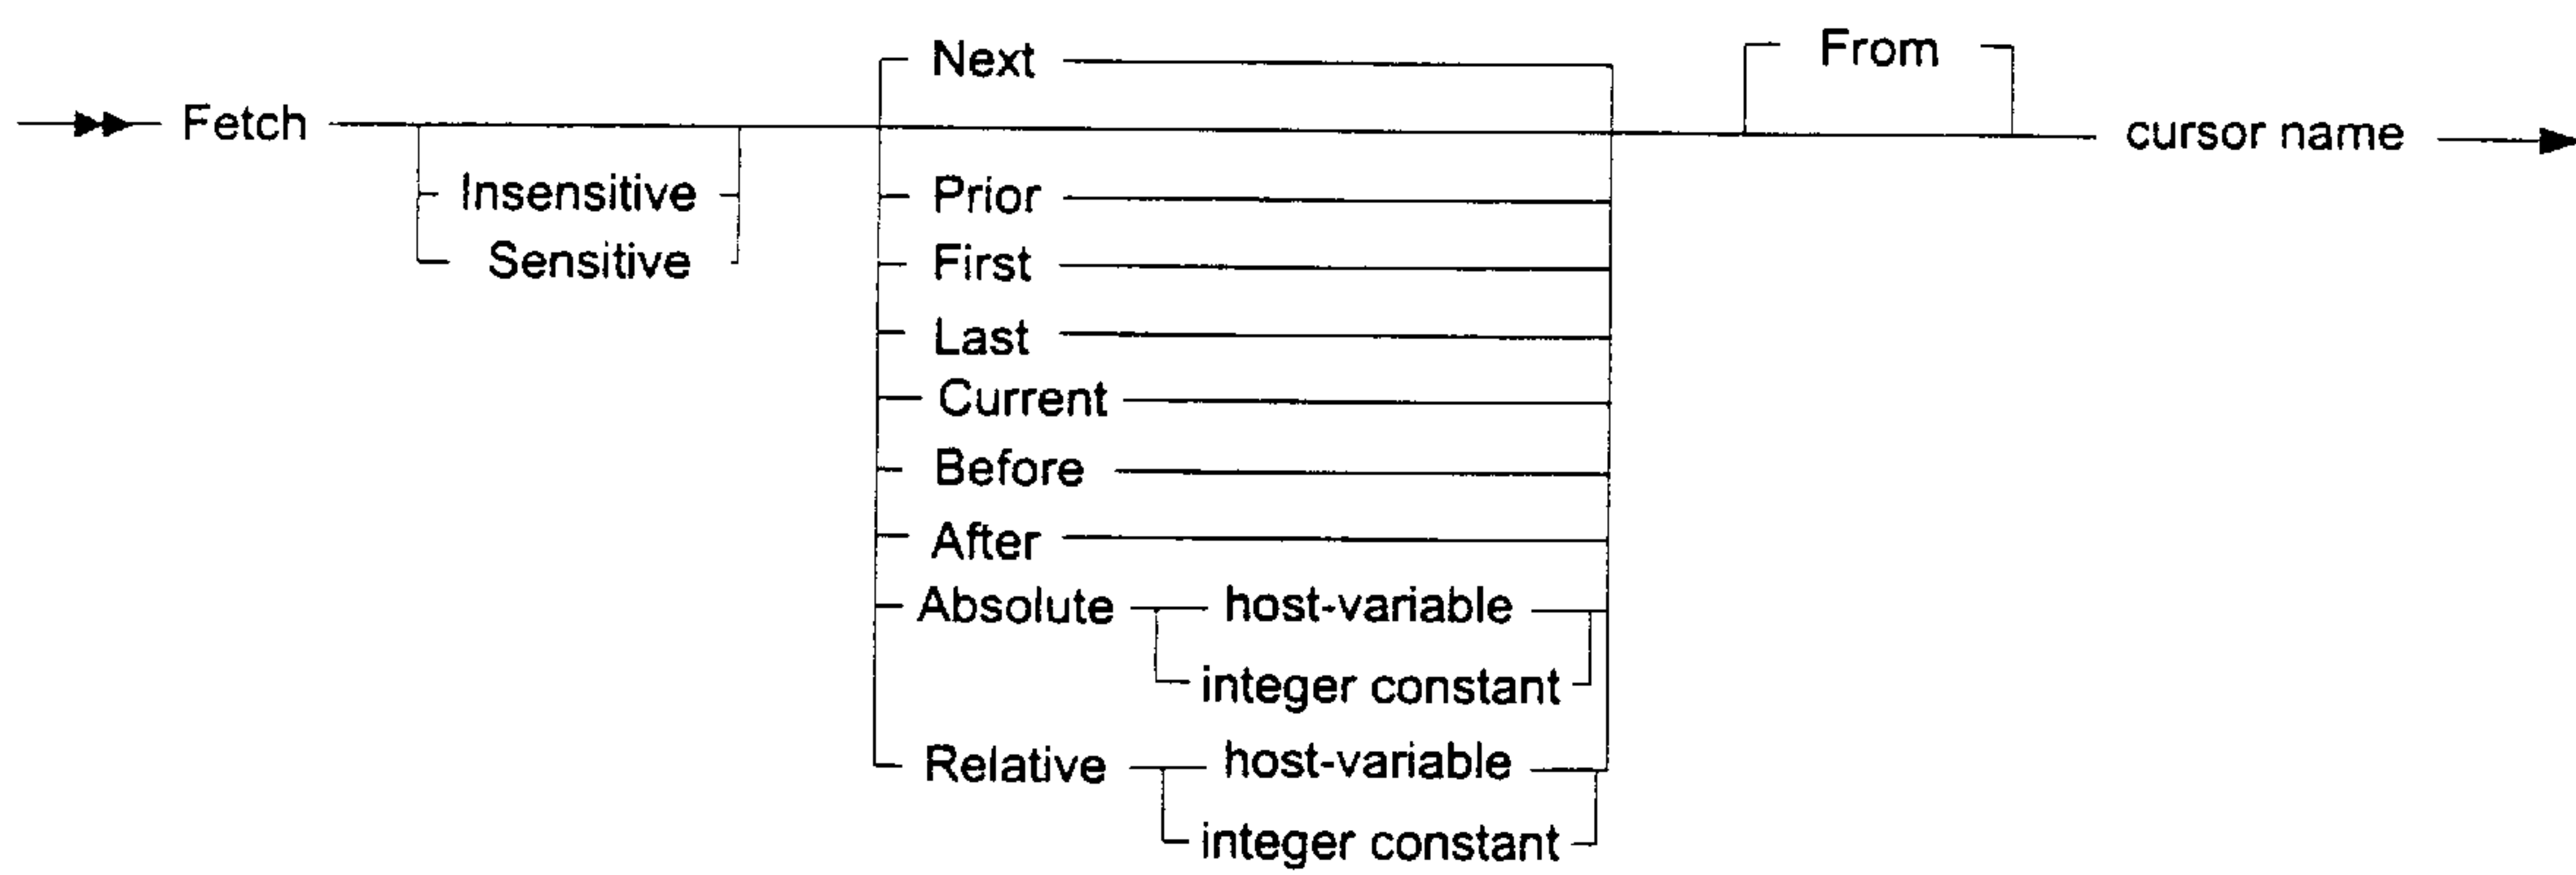 Next
From
Fetch
cursor name
Insensitive
Sensitive
Prior
First
Last
Current
Before
After
Absolute host-variable
integer constant
Relative host-variable
integer constant